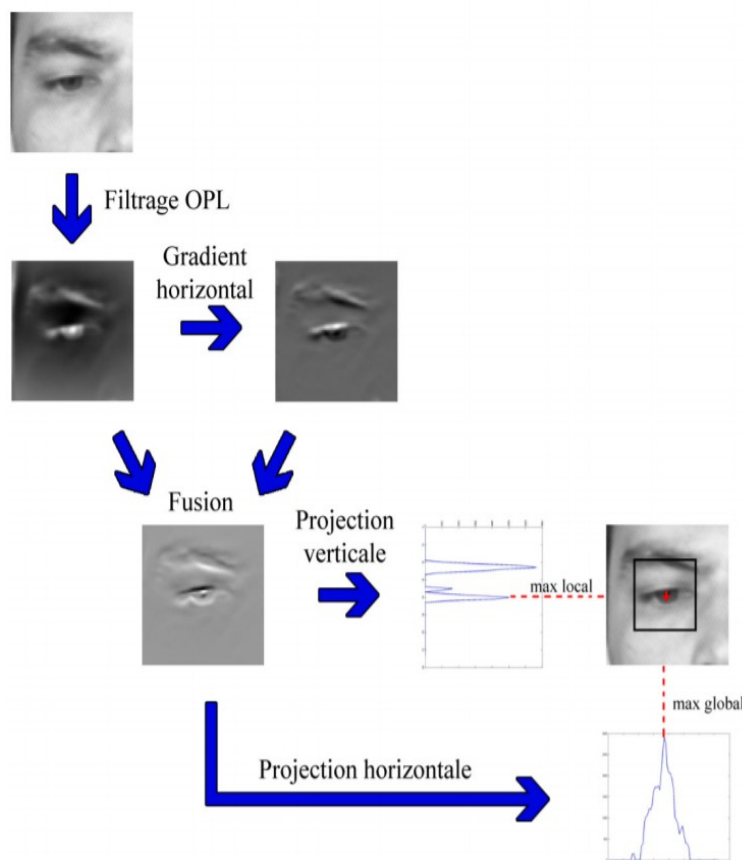 Filtrage OPL
Gradient
horizontal
Fusion
Projection
verticale
max local
max global
Projection horizontale